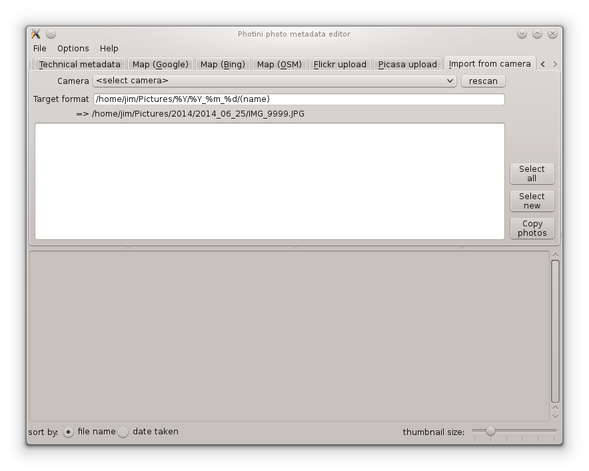 Photini photo metadata editor
File Options Help
Technical metadata Map (Google) Map (Bing) Map (OSM) Flickr upload Picasa upload Import from camera < >
Camera <select camera> rescan
Target format /home/jim/Pictures/%Y/%Y_%m_%d/(name)
=> /home/jim/Pictures/2014/2014_06_25/IMG_9999.JPG
Select
all
Select
new
Copy
photos
sort by: file name date taken thumbnail size: